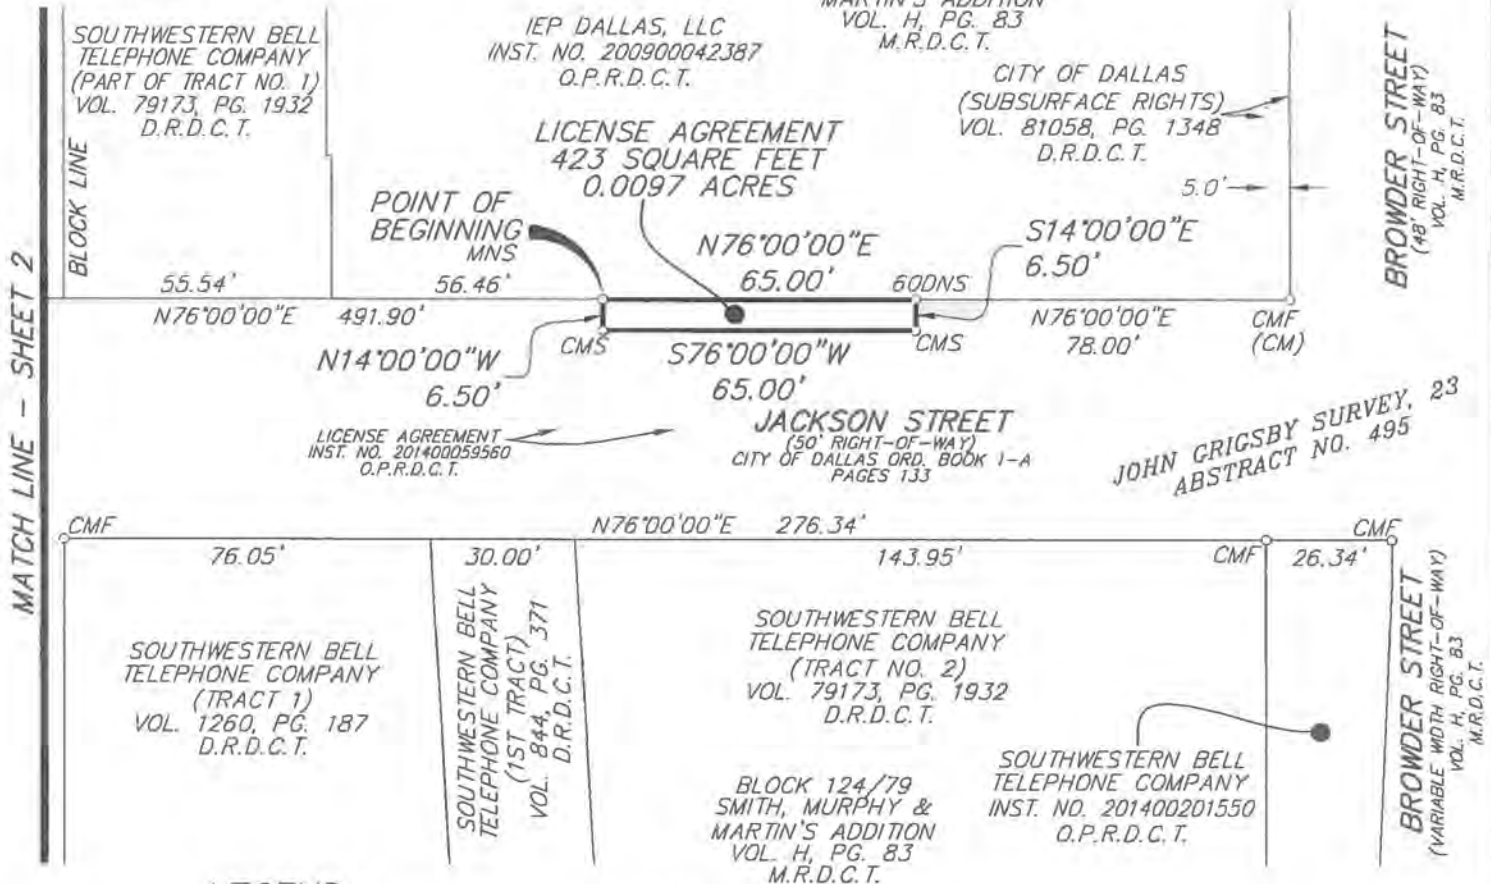 MATCH LINE - SHEET 2
SOUTHWESTERN BELL
TELEPHONE COMPANY
(PART OF TRACT NO. 1)
VOL. 79173, PG. 1932
D.R.D.C.T.
BLOCK LINE
IEP DALLAS, LLC
INST. NO. 200900042387
O.P.R.D.C.T.
MARTIN'S ADDITION
VOL. H, PG. 83
M.R.D.C.T.
CITY OF DALLAS
(SUBSURFACE RIGHTS)
VOL. 81058, PG. 1348
D.R.D.C.T.
5.0'
BROWDER STREET
(48' RIGHT-OF-WAY)
VOL. H, PG. 83
M.R.D.C.T.
LICENSE AGREEMENT
423 SQUARE FEET
0.0097 ACRES
POINT OF
BEGINNING
MNS
N76°00'00"E
65.00'
S14°00'00"E
6.50'
55.54'
56.46'
60DNS
N76°00'00"E 491.90'
N76°00'00"E
78.00'
CMF
(CM)
CMS
CMS
N14°00'00"W
6.50'
S76°00'00"W
65.00'
LICENSE AGREEMENT
INST. NO. 201400059560
O.P.R.D.C.T.
JACKSON STREET
(50' RIGHT-OF-WAY)
CITY OF DALLAS ORD. BOOK 1-A
PAGES 133
JOHN GRIGSBY SURVEY, 23
ABSTRACT NO. 495
CMF
N76°00'00"E 276.34'
CMF
76.05'
30.00'
143.95'
CMF
26.34'
SOUTHWESTERN BELL
TELEPHONE COMPANY
(TRACT 1)
VOL. 1260, PG. 187
D.R.D.C.T.
SOUTHWESTERN BELL
TELEPHONE COMPANY
(1ST TRACT)
VOL. 844, PG. 371
D.R.D.C.T.
SOUTHWESTERN BELL
TELEPHONE COMPANY
(TRACT NO. 2)
VOL. 79173, PG. 1932
D.R.D.C.T.
BLOCK 124/79
SMITH, MURPHY &
MARTIN'S ADDITION
VOL. H, PG. 83
M.R.D.C.T.
SOUTHWESTERN BELL
TELEPHONE COMPANY
INST. NO. 201400201550
O.P.R.D.C.T.
BROWDER STREET
(VARIABLE WIDTH RIGHT-OF-WAY)
VOL. H, PG. 83
M.R.D.C.T.